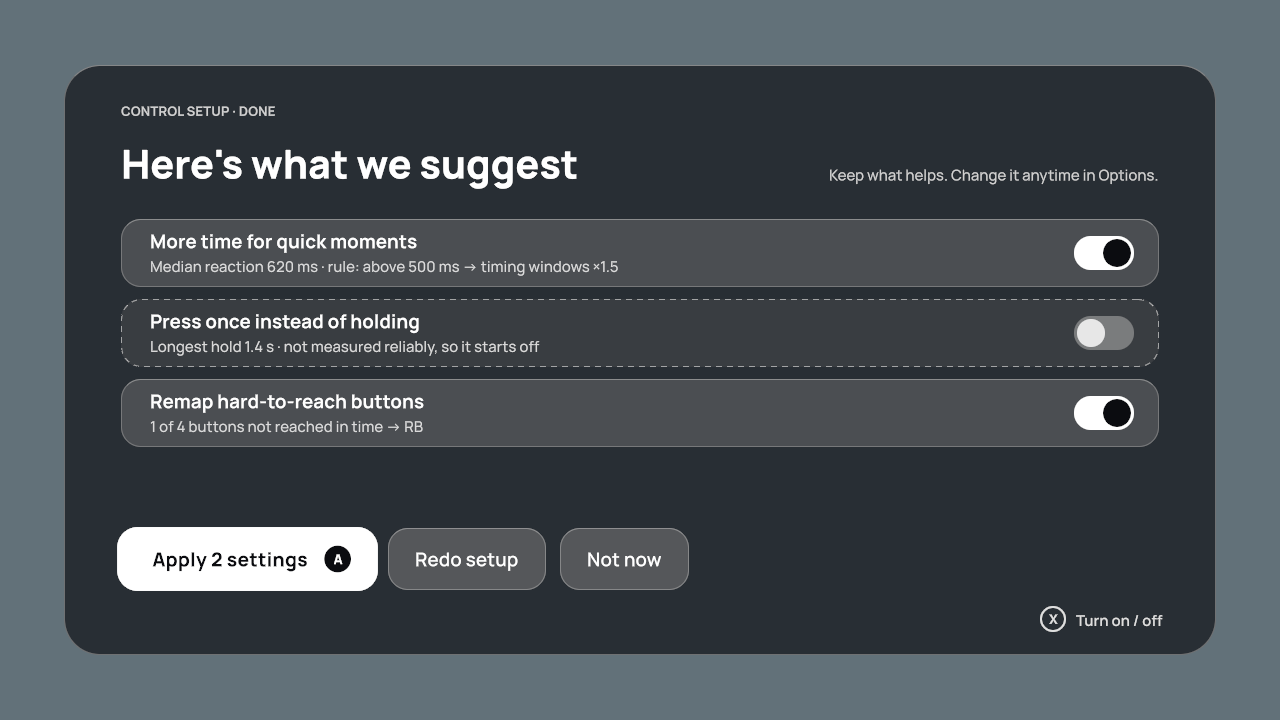 CONTROL SETUP · DONE
Here's what we suggest
Keep what helps. Change it anytime in Options.
More time for quick moments
Median reaction 620 ms · rule: above 500 ms → timing windows ×1.5
Press once instead of holding
Longest hold 1.4 s · not measured reliably, so it starts off
Remap hard-to-reach buttons
1 of 4 buttons not reached in time → RB
Apply 2 settings A
Redo setup
Not now
X Turn on / off